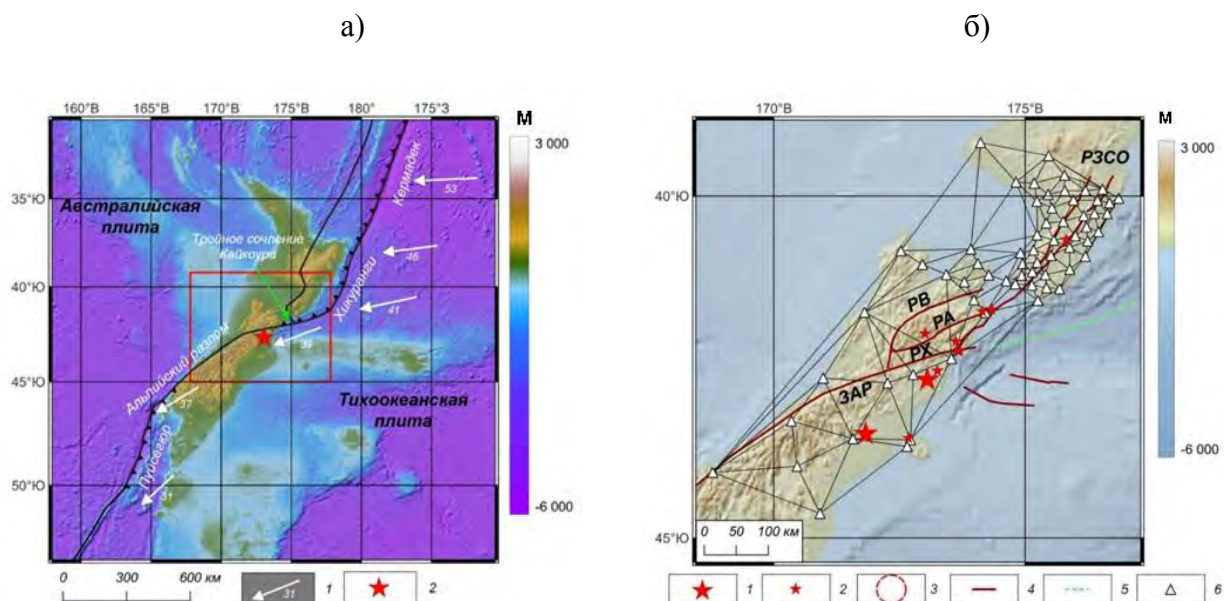 а)
б)
160°В 165°В 170°В 175°В 180° 175°З
М
3 000
-6 000
35°Ю
40°Ю
45°Ю
50°Ю
Австралийская
плита
Тройное сочленение
Кайкоура
Кермадек
53
46
Хикуранги
41
39
Альпийский разлом
37
Тихоокеанская
плита
Пуйсегюр
31
0 300 600 км
31 1 2
170°В 175°В
М
3 000
-6 000
40°Ю
45°Ю
РЗСО
РВ
РА
РХ
ЗАР
0 50 100 км
1 2 3 4 5 6